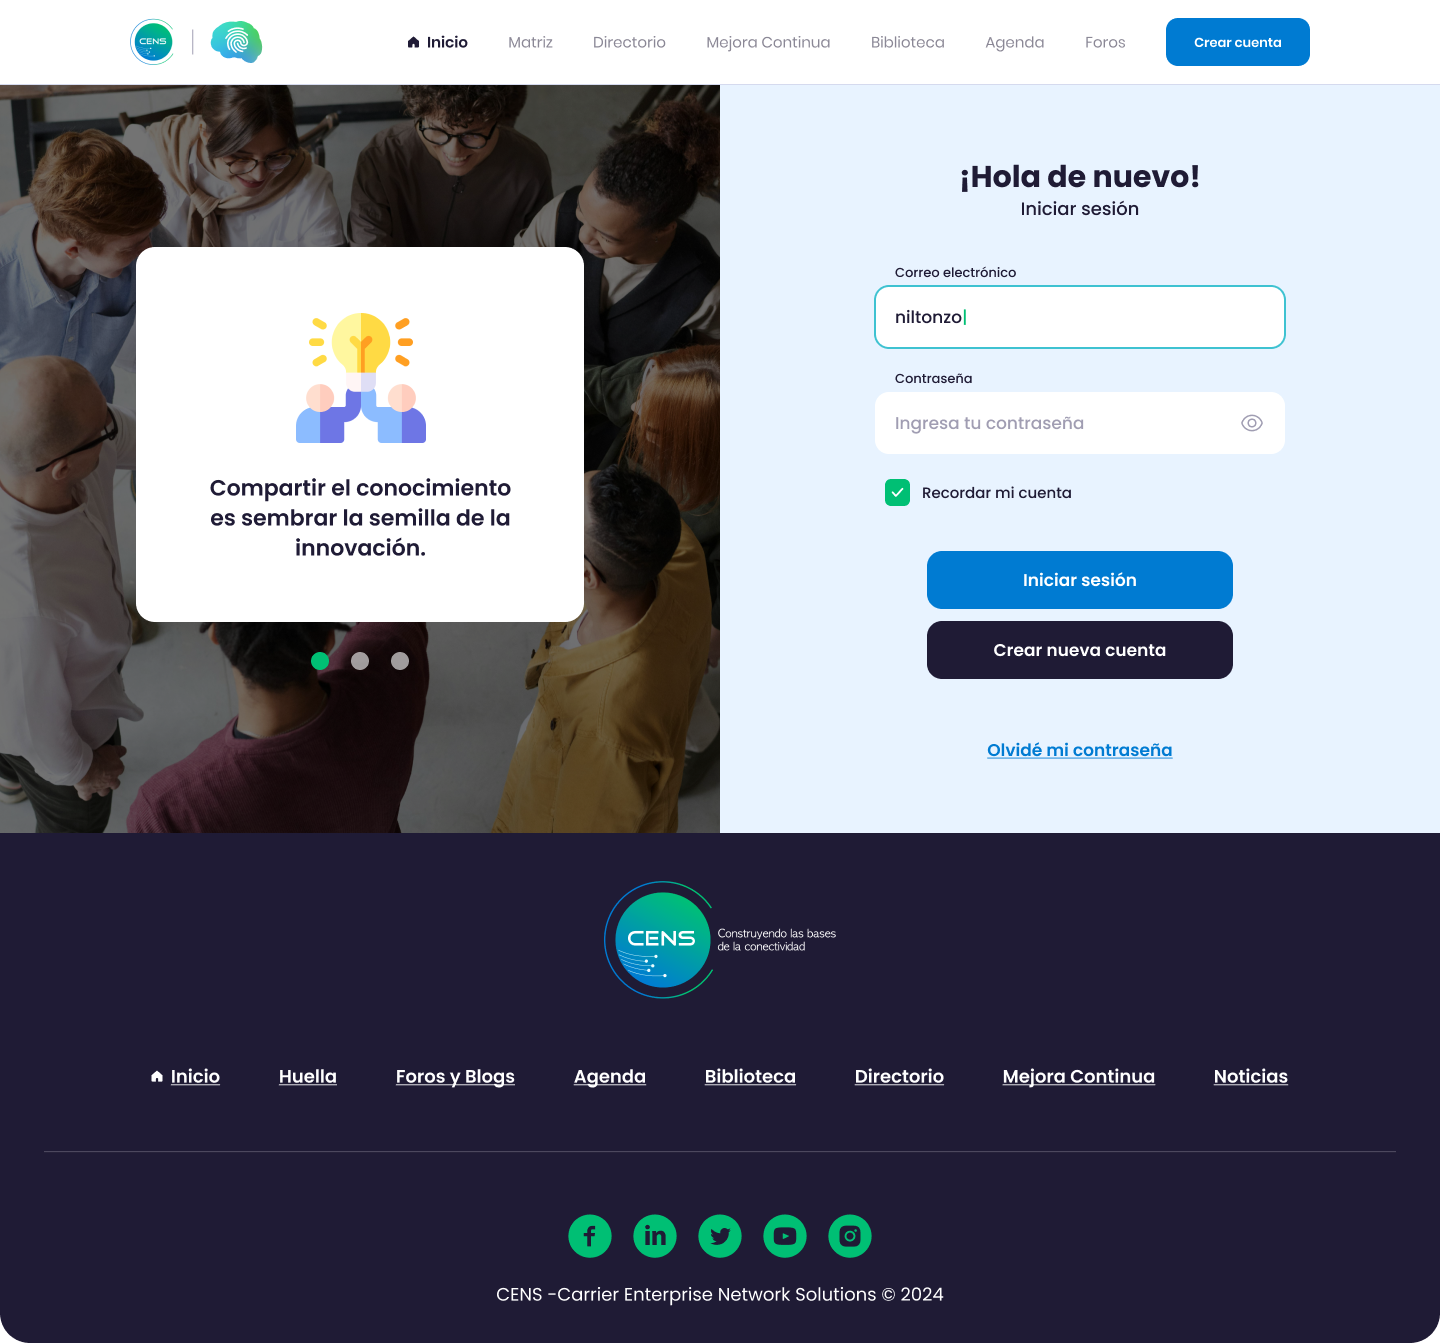 CENS
Inicio
Matriz
Directorio
Mejora Continua
Biblioteca
Agenda
Foros
Crear cuenta
Compartir el conocimiento
es sembrar la semilla de la
innovación.
¡Hola de nuevo!
Iniciar sesión
Correo electrónico
niltonzo
Contraseña
Ingresa tu contraseña
Recordar mi cuenta
Iniciar sesión
Crear nueva cuenta
Olvidé mi contraseña
CENS
Construyendo las bases
de la conectividad
Inicio
Huella
Foros y Blogs
Agenda
Biblioteca
Directorio
Mejora Continua
Noticias
CENS -Carrier Enterprise Network Solutions © 2024